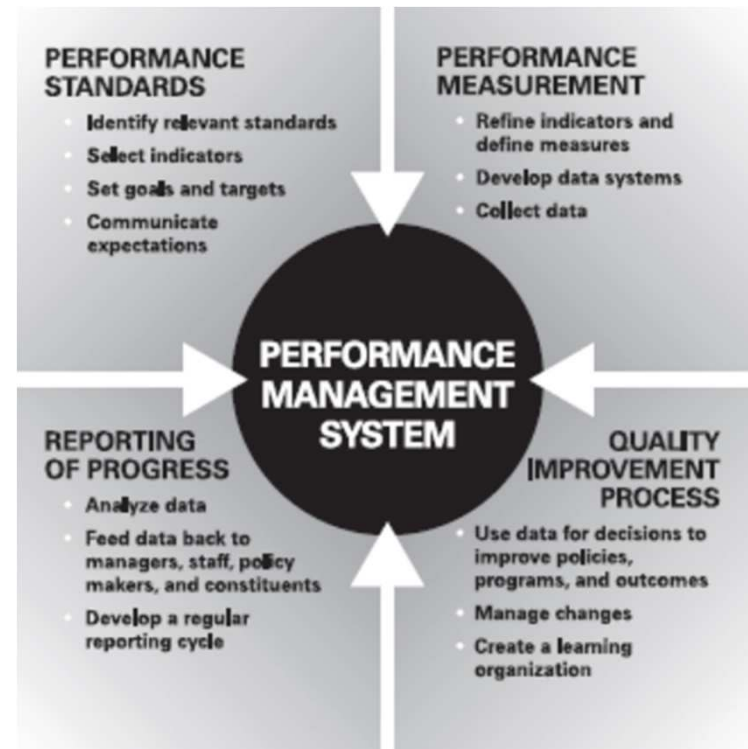 PERFORMANCE
STANDARDS
Identify relevant standards
Select indicators
Set goals and targets
Communicate
expectations
PERFORMANCE
MEASUREMENT
Refine indicators and
define measures
Develop data systems
Collect data
PERFORMANCE
MANAGEMENT
SYSTEM
REPORTING
OF PROGRESS
Analyze data
Feed data back to
managers, staff, policy
makers, and constituents
Develop a regular
reporting cycle
QUALITY
IMPROVEMENT
PROCESS
Use data for decisions to
improve policies,
programs, and outcomes
Manage changes
Create a learning
organization